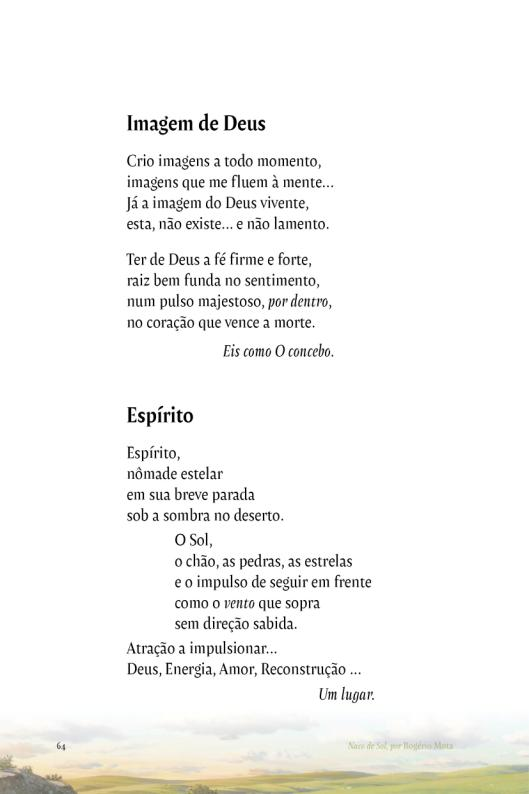 Imagem de Deus
Crio imagens a todo momento,
imagens que me fluem à mente...
Já a imagem do Deus vivente,
esta, não existe... e não lamento.
Ter de Deus a fé firme e forte,
raiz bem funda no sentimento,
num pulso majestoso, por dentro,
no coração que vence a morte.
Eis como O concebo.
Espírito
Espírito,
nômade estelar
em sua breve parada
sob a sombra no deserto.
O Sol,
o chão, as pedras, as estrelas
e o impulso de seguir em frente
como o vento que sopra
sem direção sabida.
Atração a impulsionar...
Deus, Energia, Amor, Reconstrução ...
Um lugar.
64 Naco de Sol, por Rogério Mota